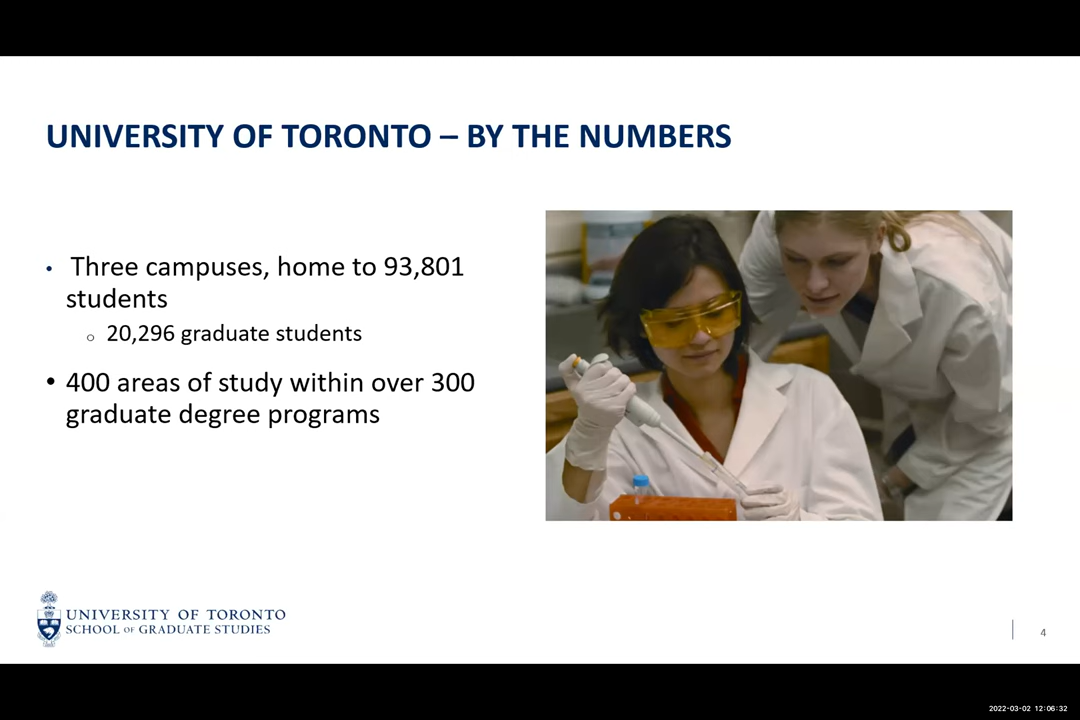 UNIVERSITY OF TORONTO – BY THE NUMBERS
• Three campuses, home to 93,801
students
o 20,296 graduate students
• 400 areas of study within over 300
graduate degree programs
UNIVERSITY OF TORONTO
SCHOOL OF GRADUATE STUDIES
4
2022-03-02 12:06:32